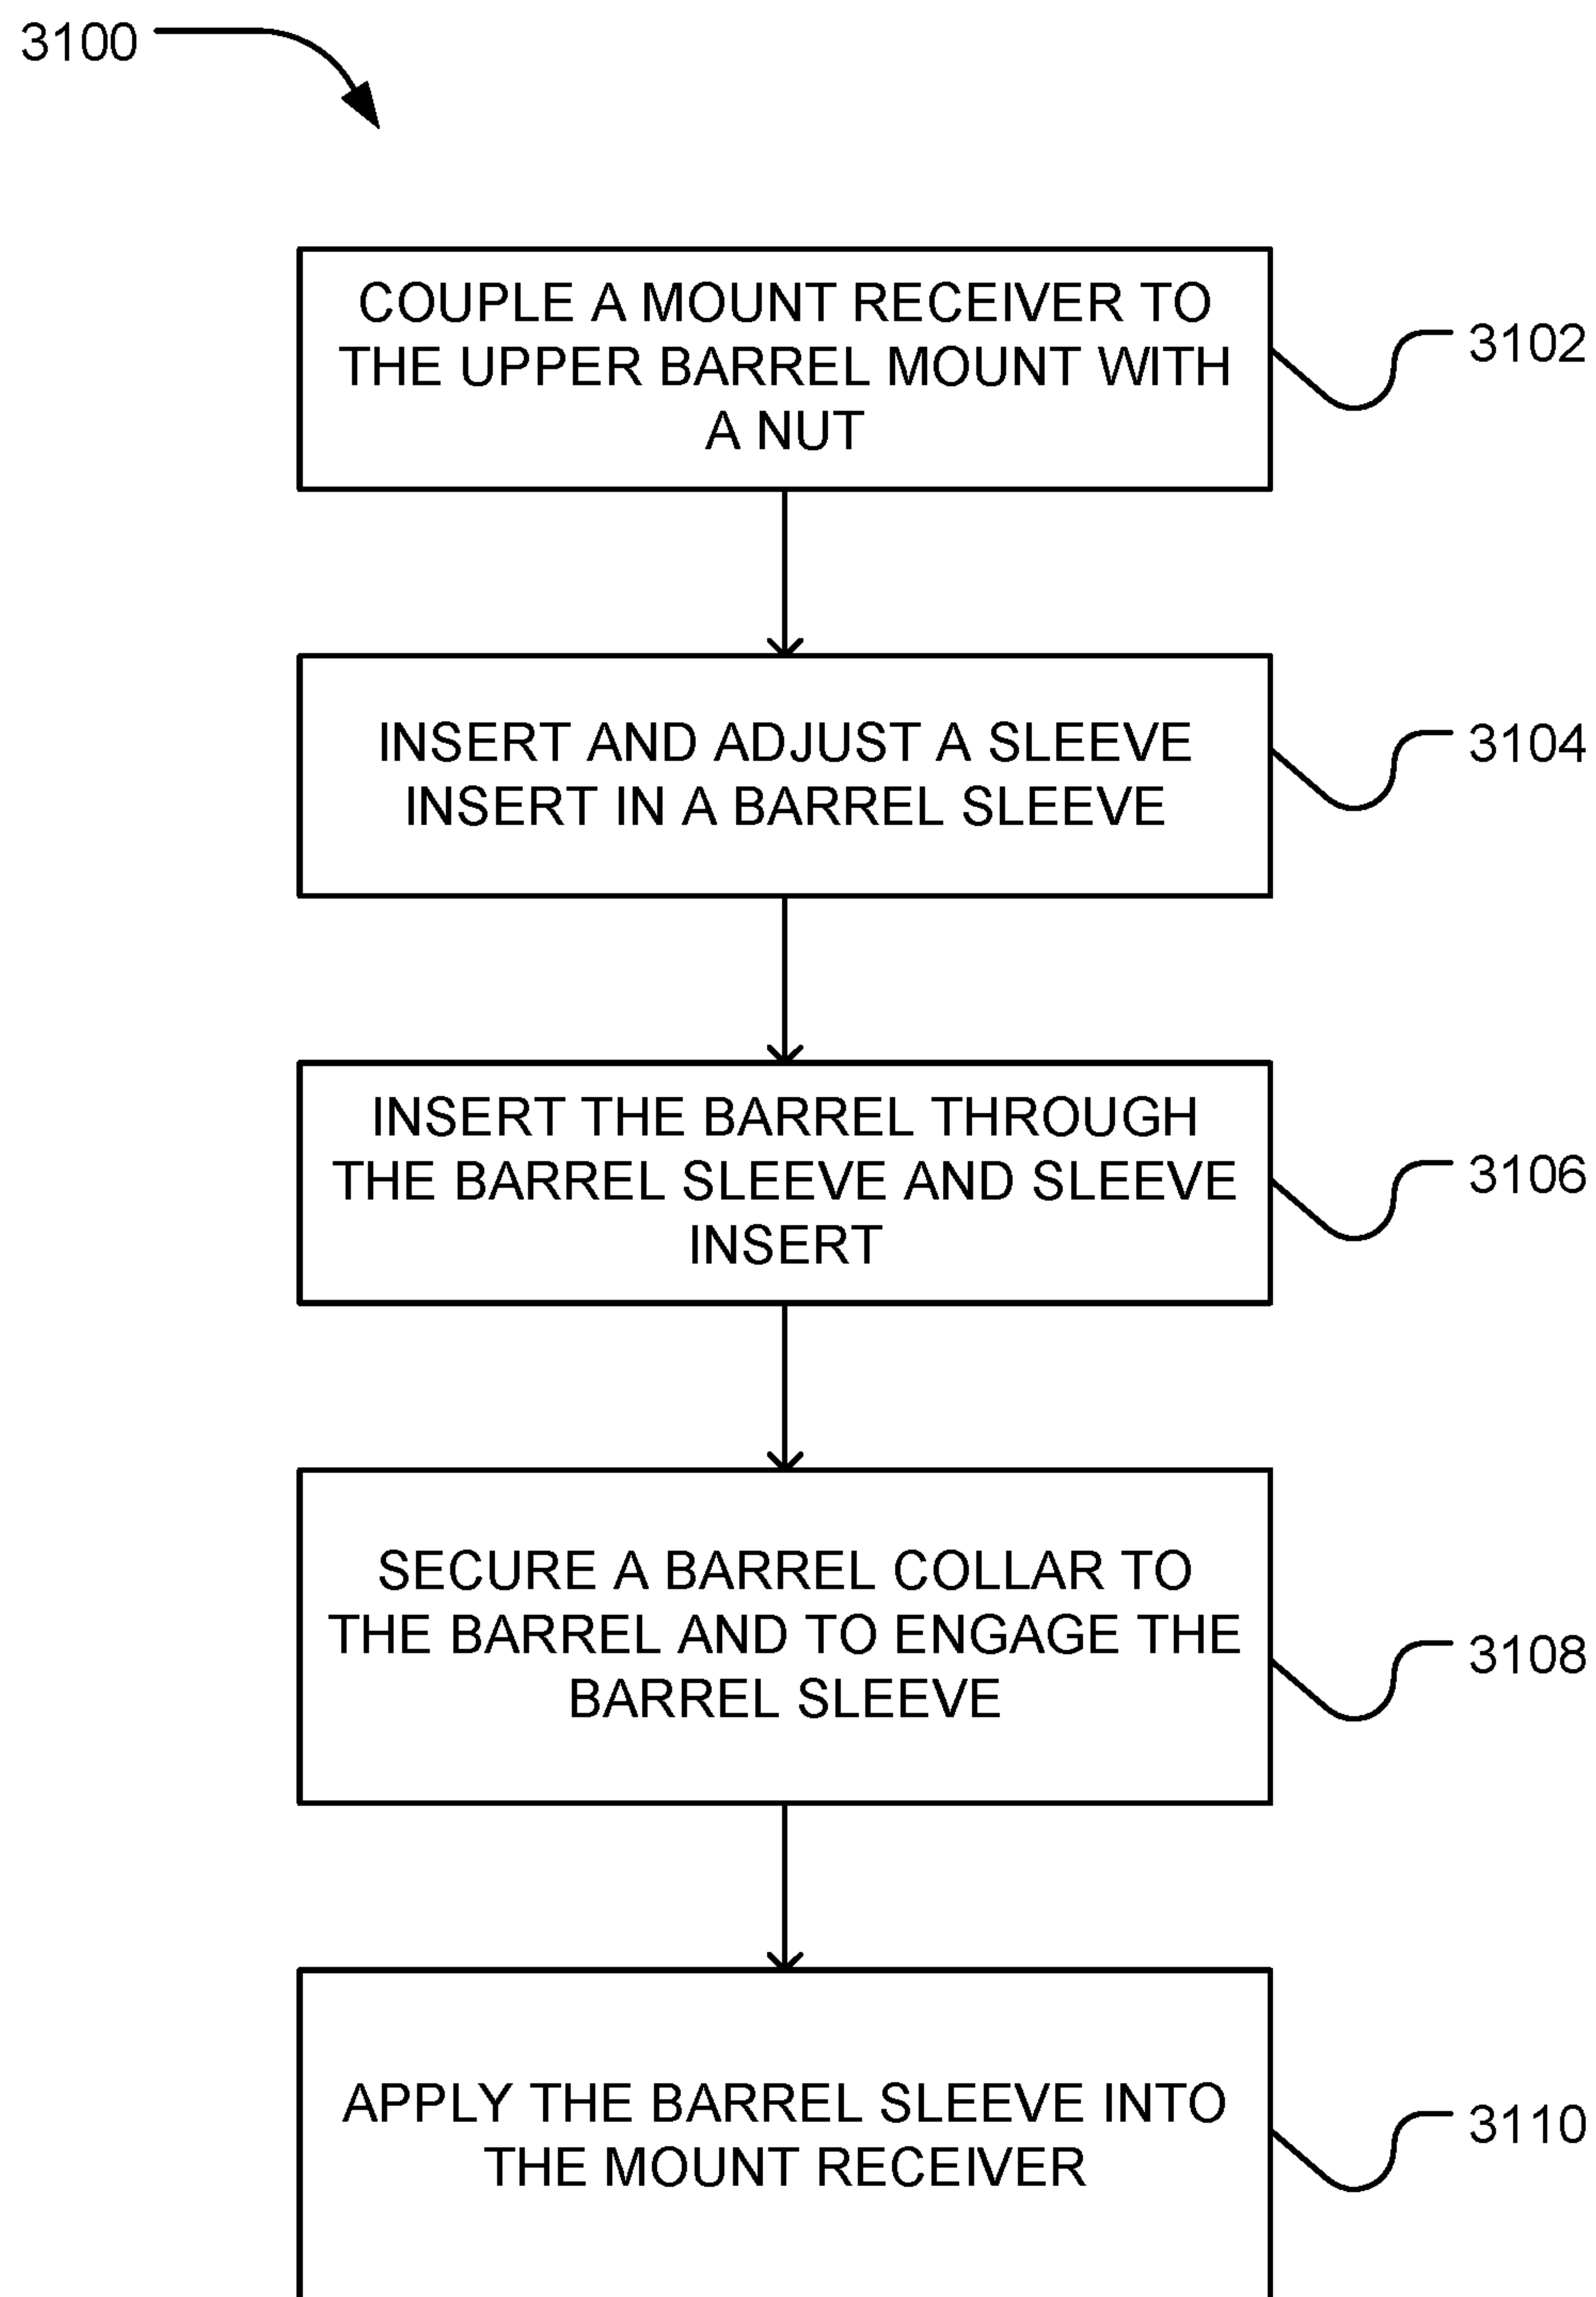 3100
COUPLE A MOUNT RECEIVER TO
THE UPPER BARREL MOUNT WITH
A NUT
3102
INSERT AND ADJUST A SLEEVE
INSERT IN A BARREL SLEEVE
3104
INSERT THE BARREL THROUGH
THE BARREL SLEEVE AND SLEEVE
INSERT
3106
SECURE A BARREL COLLAR TO
THE BARREL AND TO ENGAGE THE
BARREL SLEEVE
3108
APPLY THE BARREL SLEEVE INTO
THE MOUNT RECEIVER
3110